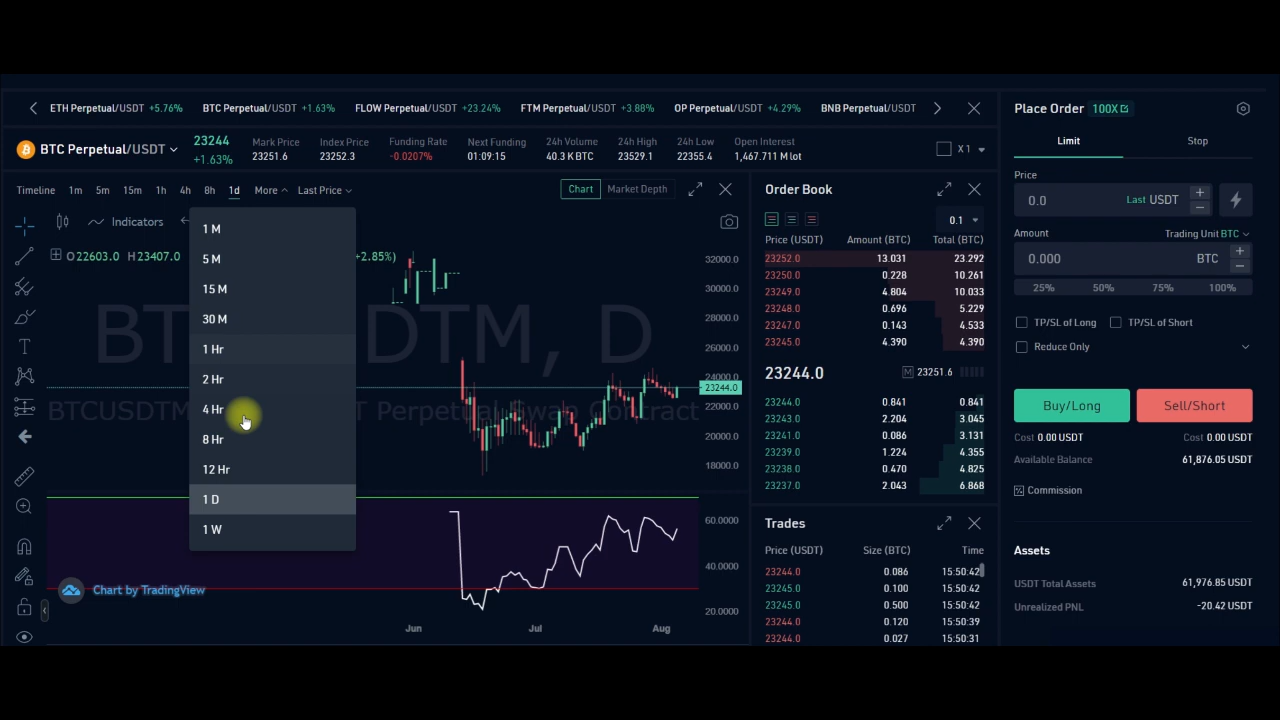 ETH Perpetual/USDT +5.76% BTC Perpetual/USDT +1.63% FLOW Perpetual/USDT +23.24% FTM Perpetual/USDT +3.88% OP Perpetual/USDT +4.29% BNB Perpetual/USDT
BTC Perpetual/USDT
23244
+1.63%
Mark Price
23251.6
Index Price
23252.3
Funding Rate
-0.0207%
Next Funding
01:09:15
24h Volume
40.3 K BTC
24h High
23529.1
24h Low
22355.4
Open Interest
1,467.711 M lot
X 1
Timeline 1m 5m 15m 1h 4h 8h 1d More Last Price
Chart Market Depth
Indicators
O22603.0 H23407.0 +2.85%)
1 M
5 M
15 M
30 M
1 Hr
2 Hr
4 Hr
8 Hr
12 Hr
1 D
1 W
DTM, D
BTCUSDTM Perpetual Swap Contract
32000.0
30000.0
28000.0
26000.0
24000.0
23244.0
22000.0
20000.0
18000.0
60.0000
40.0000
20.0000
Chart by TradingView
Jun Jul Aug
Order Book
0.1
Price (USDT) Amount (BTC) Total (BTC)
23252.0 13.031 23.292
23250.0 0.228 10.261
23249.0 4.804 10.033
23248.0 0.696 5.229
23247.0 0.143 4.533
23245.0 4.390 4.390
23244.0 M 23251.6
23244.0 0.841 0.841
23243.0 2.204 3.045
23241.0 0.086 3.131
23239.0 1.224 4.355
23238.0 0.470 4.825
23237.0 2.043 6.868
Trades
Price (USDT) Size (BTC) Time
23244.0 0.086 15:50:42
23245.0 0.100 15:50:42
23245.0 0.500 15:50:42
23244.0 0.120 15:50:39
23244.0 0.027 15:50:31
Place Order 100X
Limit Stop
Price
0.0 Last USDT
Amount Trading Unit BTC
0.000 BTC
25% 50% 75% 100%
TP/SL of Long TP/SL of Short
Reduce Only
Buy/Long Sell/Short
Cost 0.00 USDT Cost 0.00 USDT
Available Balance 61,876.05 USDT
Commission
Assets
USDT Total Assets 61,976.85 USDT
Unrealized PNL -20.42 USDT